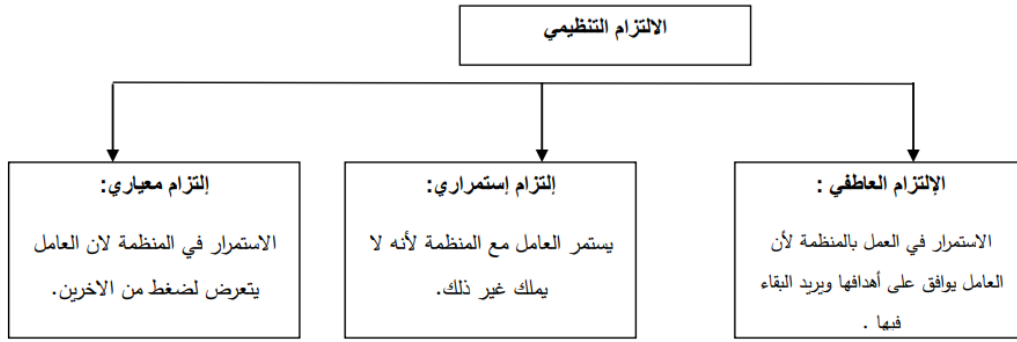 الالتزام التنظيمي
الإلتزام العاطفي :
الاستمرار في العمل بالمنظمة لأن
العامل يوافق على أهدافها ويريد البقاء
فيها .
إلتزام إستمراري:
يستمر العامل مع المنظمة لأنه لا
يملك غير ذلك.
إلتزام معياري:
الاستمرار في المنظمة لان العامل
يتعرض لضغط من الاخرين.